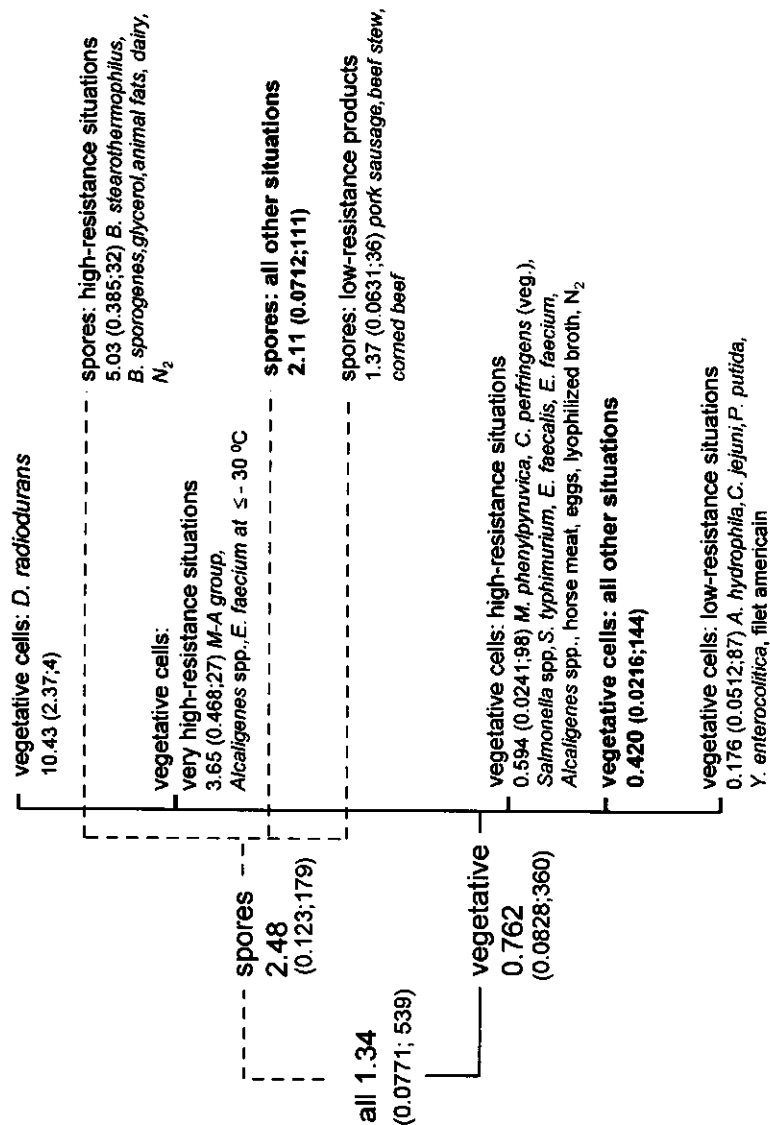 all 1.34
(0.0771; 539)
spores
2.48
(0.123;179)
vegetative
0.762
(0.0828;360)
vegetative cells: D. radiodurans
10.43 (2.37;4)
spores: high-resistance situations
5.03 (0.385;32) B. stearothermophilus,
B. sporogenes,glycerol,animal fats, dairy,
N₂
vegetative cells:
very high-resistance situations
3.65 (0.468;27) M-A group,
Alcaligenes spp.,E. faecium at ≤ - 30 ºC
spores: all other situations
2.11 (0.0712;111)
spores: low-resistance products
1.37 (0.0631;36) pork sausage,beef stew,
corned beef
vegetative cells: high-resistance situations
0.594 (0.0241;98) M. phenylpyruvica, C. perfringens (veg.),
Salmonella spp,S. typhimurium, E. faecalis, E. faecium,
Alcaligenes spp., horse meat, eggs, lyophilized broth, N₂
vegetative cells: all other situations
0.420 (0.0216;144)
vegetative cells: low-resistance situations
0.176 (0.0512;87) A. hydrophila,C. jejuni,P. putida,
Y. enterocolitica, filet americain